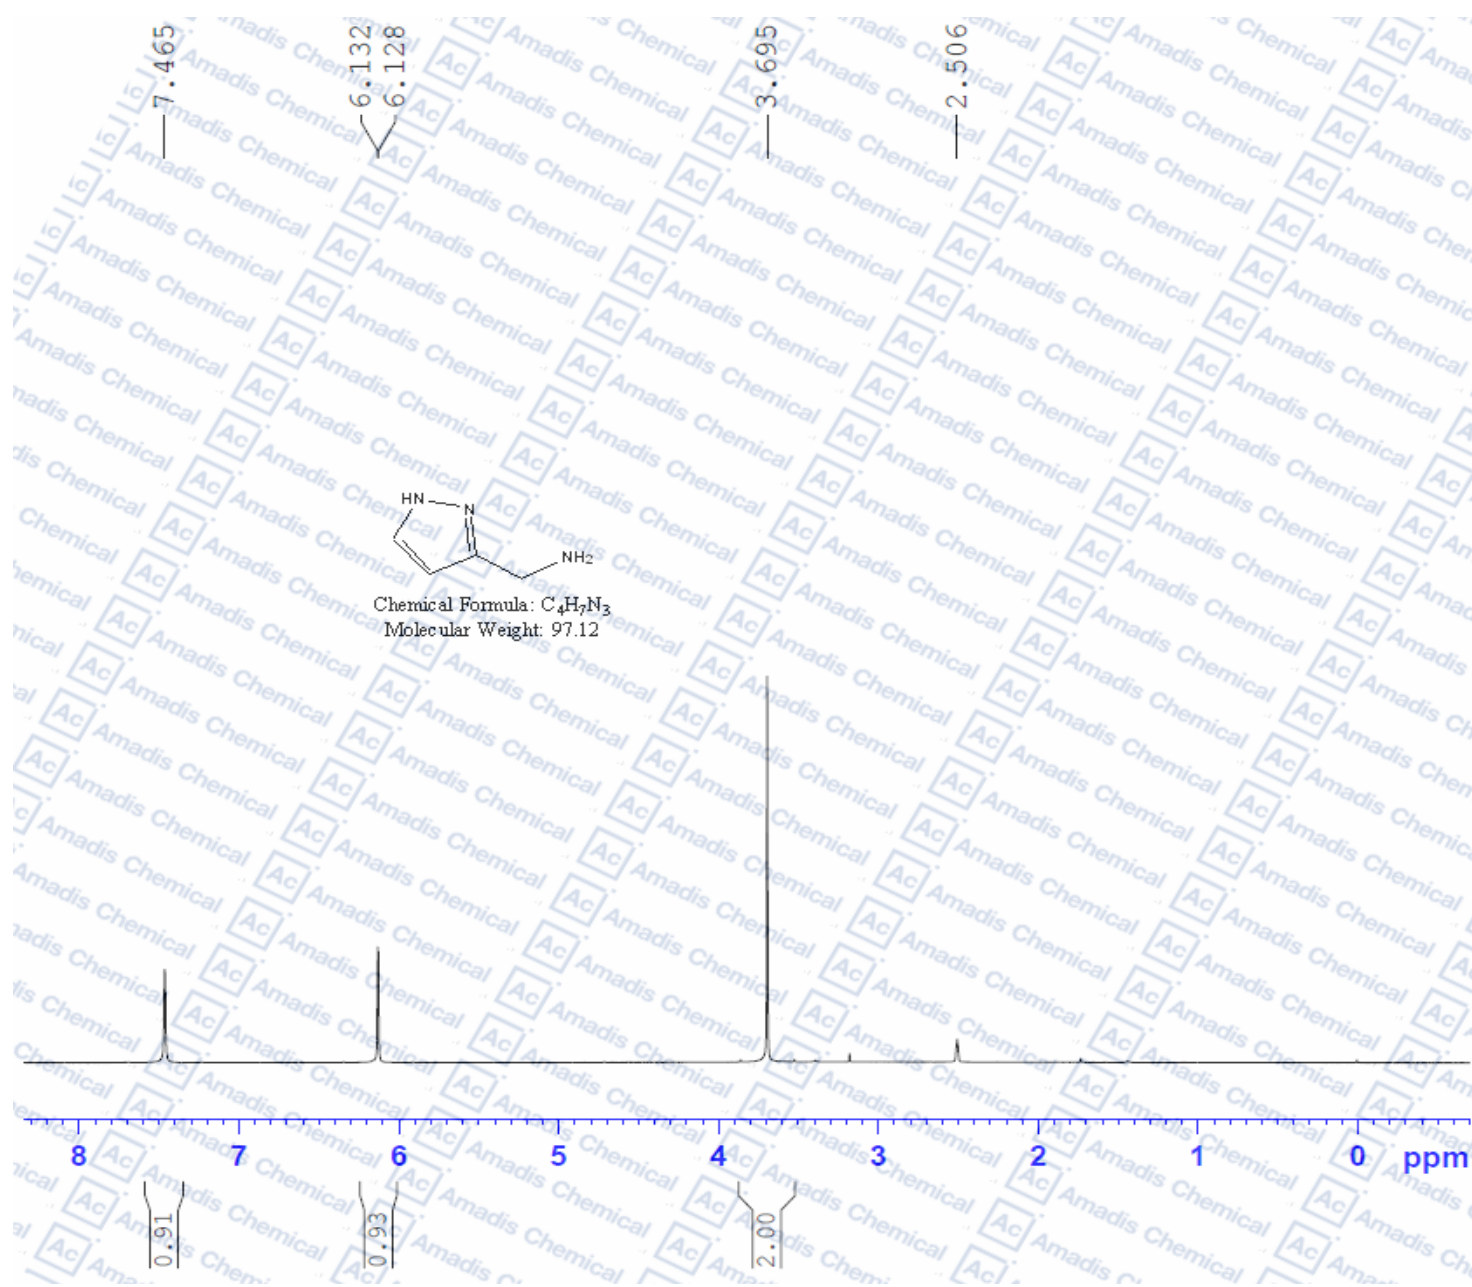 7.465
6.132
6.128
3.695
2.506
HN
N
NH₂
Chemical Formula: C₄H₇N₃
Molecular Weight: 97.12
8 7 6 5 4 3 2 1 0 ppm
0.91
0.93
2.00
Ac Amadis Chemical